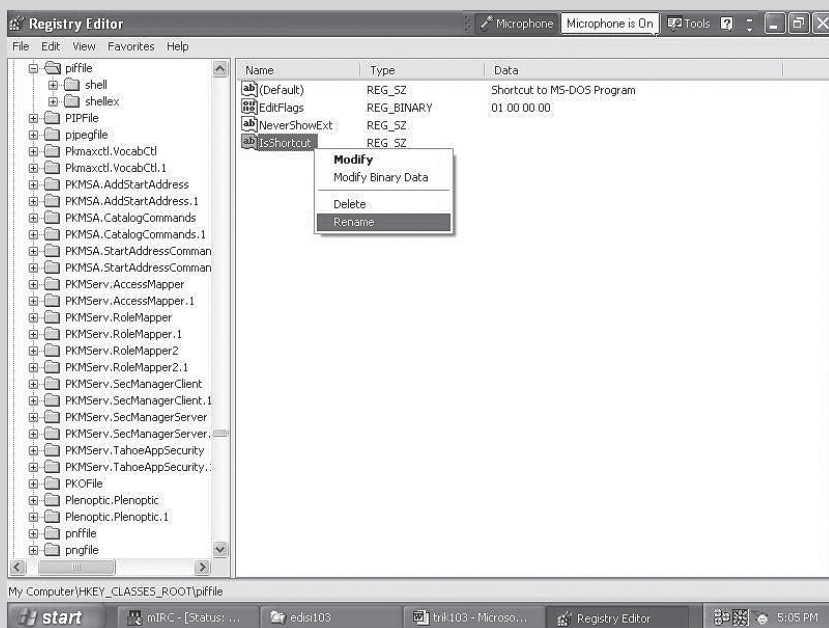 Registry Editor
Microphone
Microphone is On
Tools
File Edit View Favorites Help
piffile
shell
shellex
PIPFile
pjpegfile
Pkmaxctl.VocabCtl
Pkmaxctl.VocabCtl.1
PKMSA.AddStartAddress
PKMSA.AddStartAddress.1
PKMSA.CatalogCommands
PKMSA.CatalogCommands.1
PKMSA.StartAddressComman
PKMSA.StartAddressComman
PKMServ.AccessMapper
PKMServ.AccessMapper.1
PKMServ.RoleMapper
PKMServ.RoleMapper.1
PKMServ.RoleMapper2
PKMServ.RoleMapper2.1
PKMServ.SecManagerClient
PKMServ.SecManagerClient.1
PKMServ.SecManagerServer
PKMServ.SecManagerServer.
PKMServ.TahoeAppSecurity
PKMServ.TahoeAppSecurity.:
PKOFile
Plenoptic.Plenoptic
Plenoptic.Plenoptic.1
pnffile
pngfile
Name Type Data
(Default) REG_SZ Shortcut to MS-DOS Program
EditFlags REG_BINARY 01 00 00 00
NeverShowExt REG_SZ
IsShortcut REG_SZ
Modify
Modify Binary Data
Delete
Rename
My Computer\HKEY_CLASSES_ROOT\piffile
start
mIRC - [Status: ...
edisi103
trik103 - Microso...
Registry Editor
5:05 PM